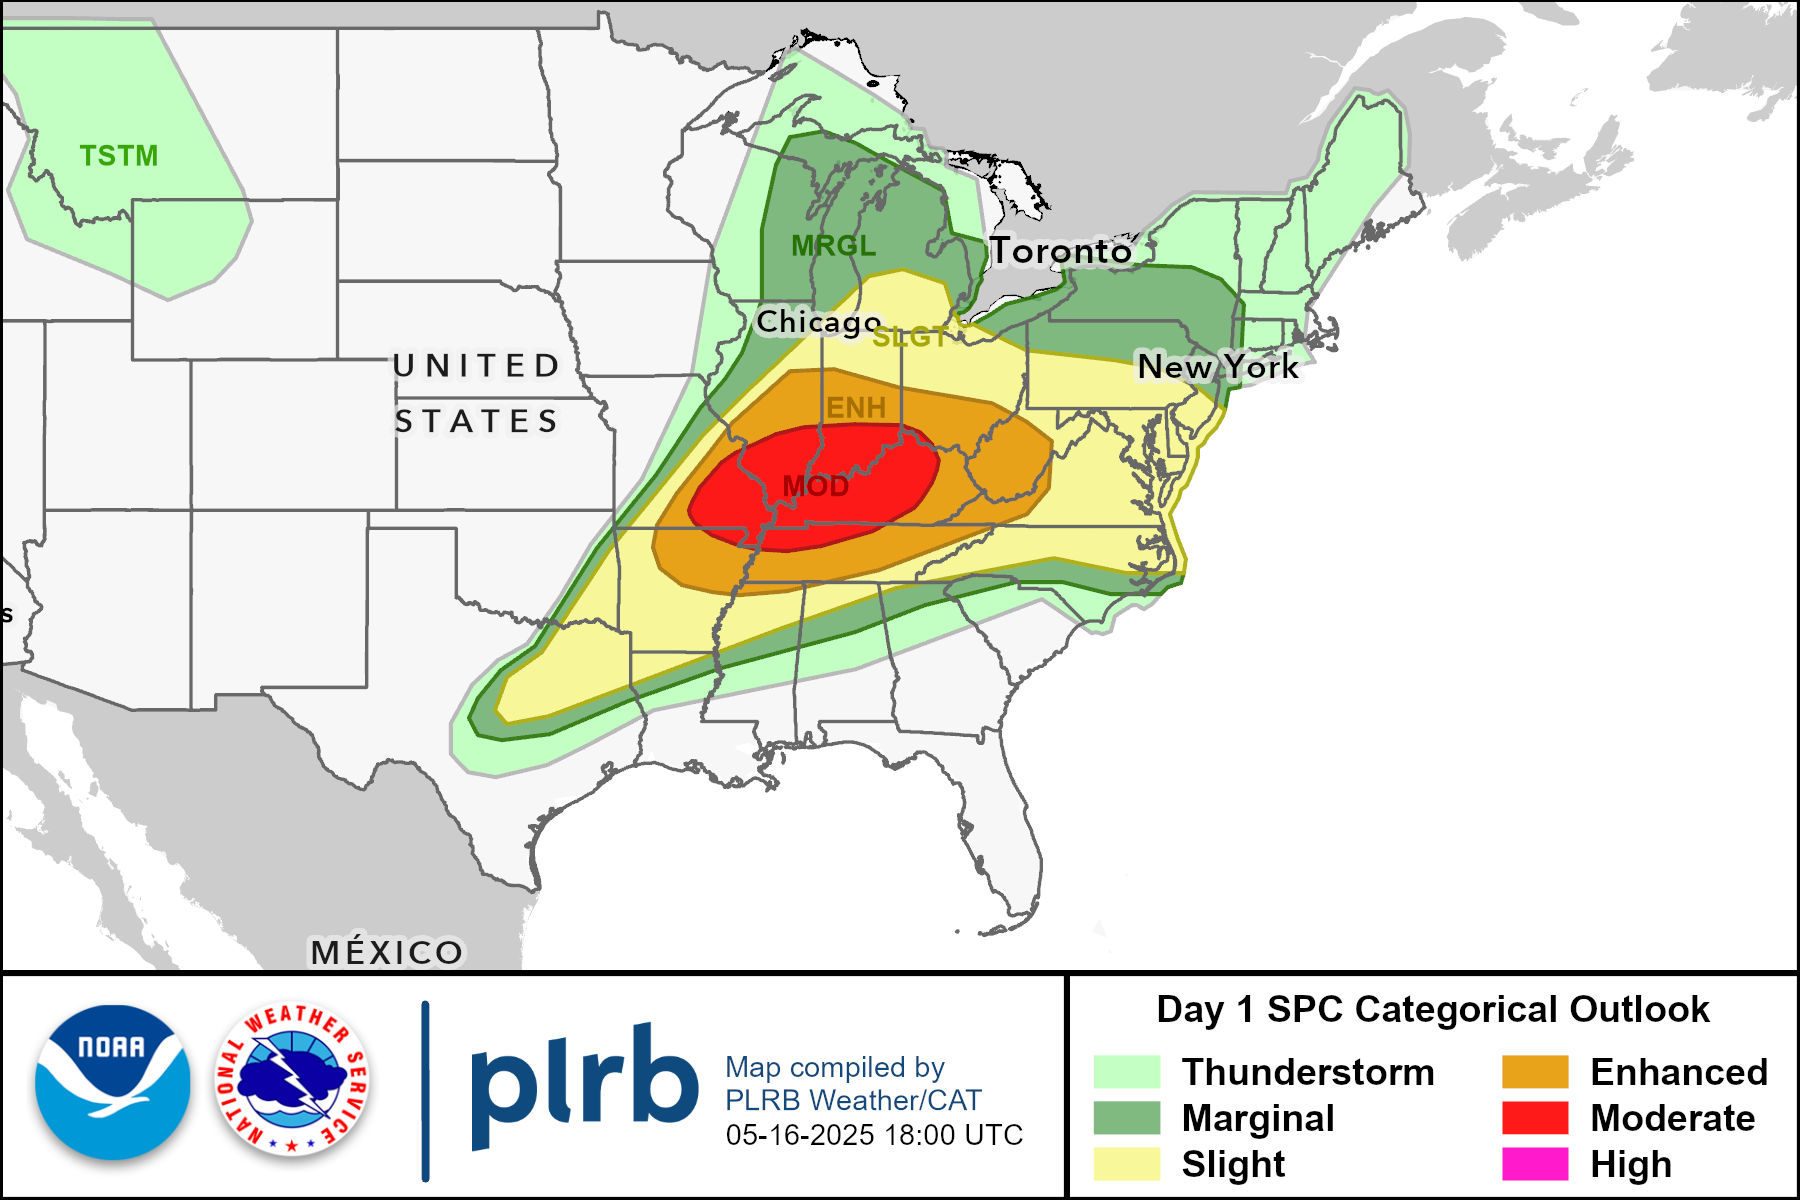 TSTM
MRGL
Toronto
Chicago
SLGT
UNITED
STATES
New York
ENH
MOD
s
MÉXICO
NOAA
NATIONAL WEATHER SERVICE
plrb
Map compiled by
PLRB Weather/CAT
05-16-2025 18:00 UTC
Day 1 SPC Categorical Outlook
Thunderstorm
Marginal
Slight
Enhanced
Moderate
High